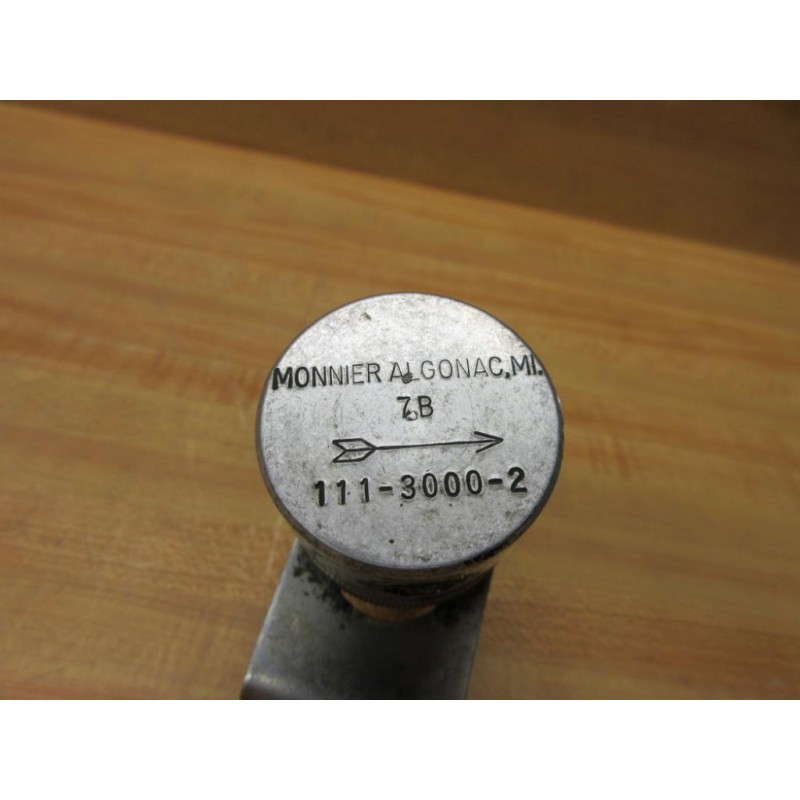 MONNIER ALGONAC, MI.
7B
111-3000-2